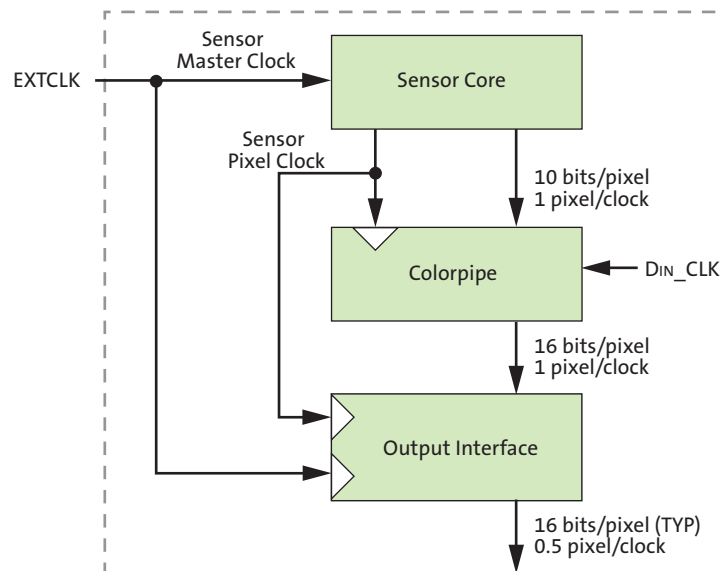 Sensor
Master Clock
EXTCLK
Sensor Core
Sensor
Pixel Clock
10 bits/pixel
1 pixel/clock
Colorpipe
DIN_CLK
16 bits/pixel
1 pixel/clock
Output Interface
16 bits/pixel (TYP)
0.5 pixel/clock